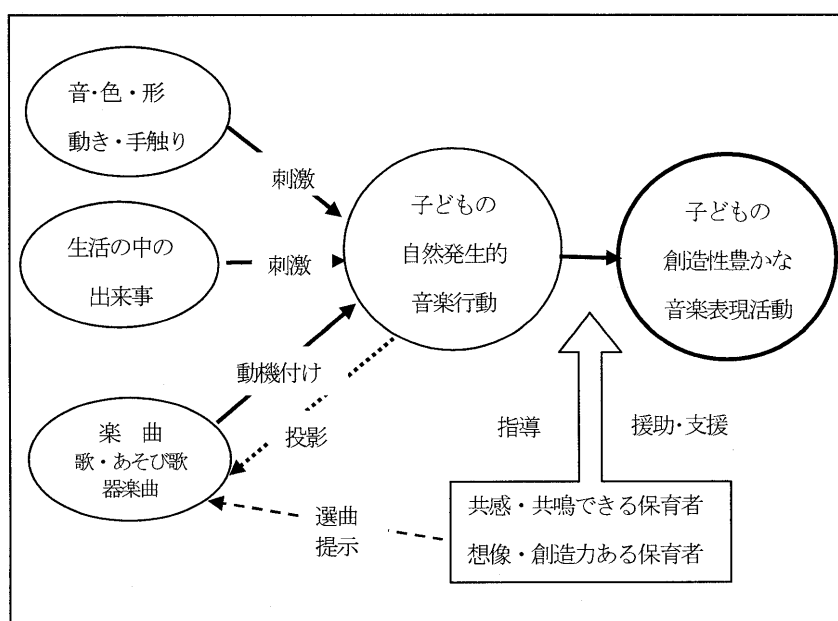 音・色・形
動き・手触り
刺激
子どもの
自然発生的
音楽行動
子どもの
創造性豊かな
音楽表現活動
生活の中の
出来事
刺激
動機付け
楽　曲
歌・あそび歌
器楽曲
投影
指導
援助・支援
選曲
提示
共感・共鳴できる保育者
想像・創造力ある保育者